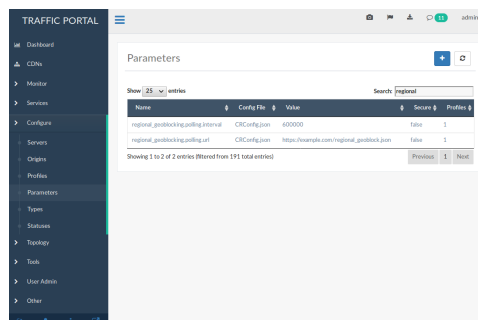 TRAFFIC PORTAL
11 admin
Dashboard
CDNs
Monitor
Services
Configure
Servers
Origins
Profiles
Parameters
Types
Statuses
Topology
Tools
User Admin
Other
Parameters
Show 25 entries
Search: regional
Name Config File Value Secure Profiles
regional_geoblocking.polling.interval CRConfig.json 600000 false 1
regional_geoblocking.polling.url CRConfig.json https://example.com/regional_geoblock.json false 1
Showing 1 to 2 of 2 entries (filtered from 191 total entries)
Previous 1 Next